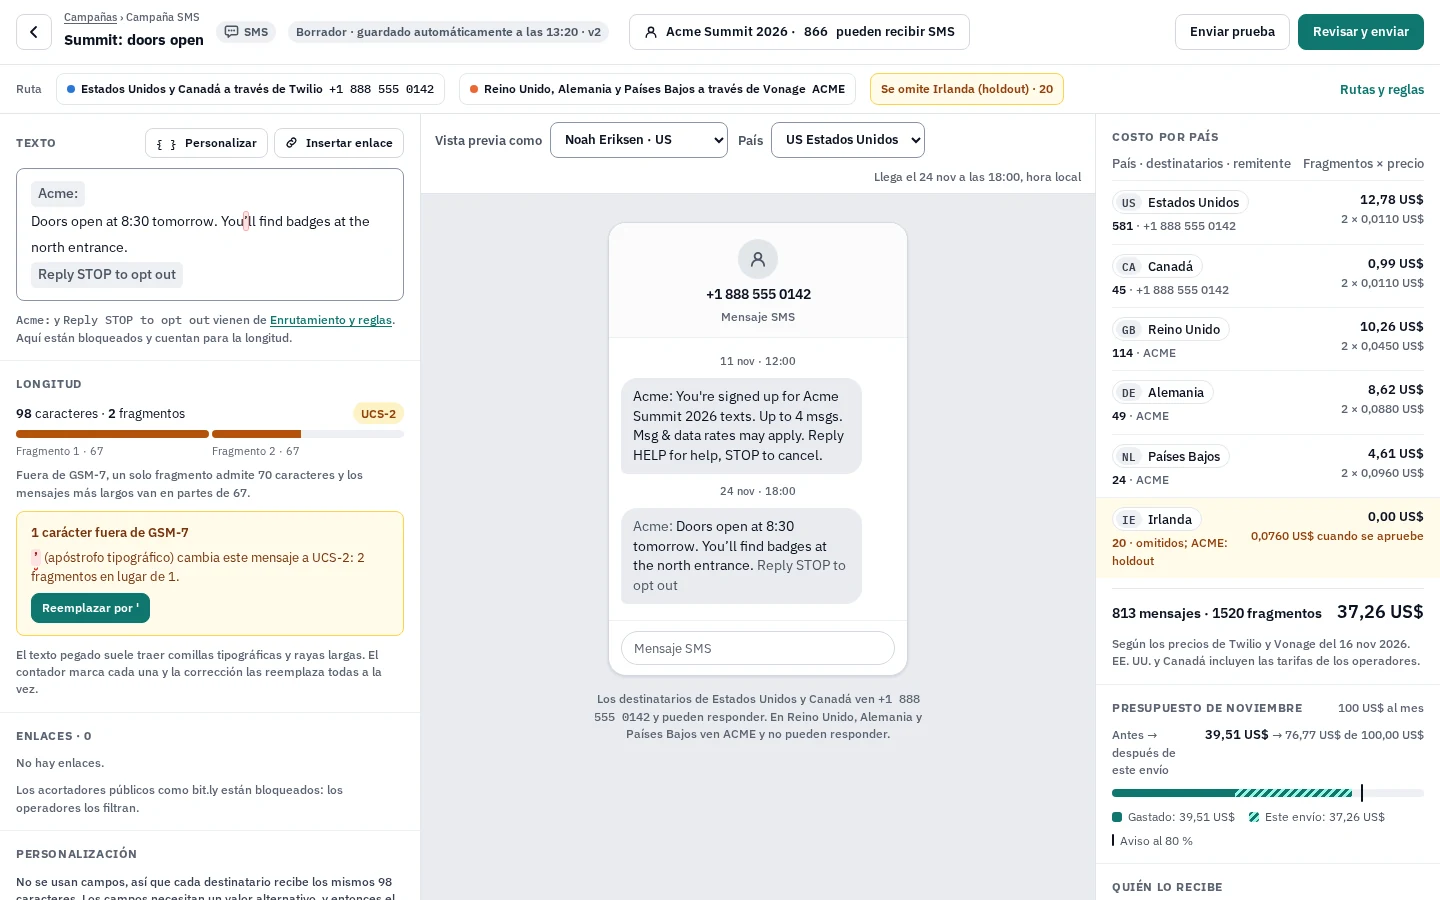 Campañas › Campaña SMS
Summit: doors open
SMS
Borrador · guardado automáticamente a las 13:20 · v2
Acme Summit 2026 · 866 pueden recibir SMS
Enviar prueba
Revisar y enviar
Ruta
Estados Unidos y Canadá a través de Twilio +1 888 555 0142
Reino Unido, Alemania y Países Bajos a través de Vonage ACME
Se omite Irlanda (holdout) · 20
Rutas y reglas
TEXTO
{ } Personalizar
Insertar enlace
Acme:
Doors open at 8:30 tomorrow. You’ll find badges at the
north entrance.
Reply STOP to opt out
Acme: y Reply STOP to opt out vienen de Enrutamiento y reglas.
Aquí están bloqueados y cuentan para la longitud.
LONGITUD
98 caracteres · 2 fragmentos
UCS-2
Fragmento 1 · 67
Fragmento 2 · 67
Fuera de GSM-7, un solo fragmento admite 70 caracteres y los
mensajes más largos van en partes de 67.
1 carácter fuera de GSM-7
’ (apóstrofo tipográfico) cambia este mensaje a UCS-2: 2
fragmentos en lugar de 1.
Reemplazar por '
El texto pegado suele traer comillas tipográficas y rayas largas. El
contador marca cada una y la corrección las reemplaza todas a la
vez.
ENLACES · 0
No hay enlaces.
Los acortadores públicos como bit.ly están bloqueados: los
operadores los filtran.
PERSONALIZACIÓN
No se usan campos, así que cada destinatario recibe los mismos 98
caracteres. Los campos necesitan un valor alternativo, y entonces el
Vista previa como
Noah Eriksen · US
País
US Estados Unidos
Llega el 24 nov a las 18:00, hora local
+1 888 555 0142
Mensaje SMS
11 nov · 12:00
Acme: You're signed up for Acme
Summit 2026 texts. Up to 4 msgs.
Msg & data rates may apply. Reply
HELP for help, STOP to cancel.
24 nov · 18:00
Acme: Doors open at 8:30
tomorrow. You’ll find badges at
the north entrance. Reply STOP to
opt out
Mensaje SMS
Los destinatarios de Estados Unidos y Canadá ven +1 888
555 0142 y pueden responder. En Reino Unido, Alemania y
Países Bajos ven ACME y no pueden responder.
COSTO POR PAÍS
País · destinatarios · remitente
Fragmentos × precio
US Estados Unidos
12,78 US$
581 · +1 888 555 0142
2 × 0,0110 US$
CA Canadá
0,99 US$
45 · +1 888 555 0142
2 × 0,0110 US$
GB Reino Unido
10,26 US$
114 · ACME
2 × 0,0450 US$
DE Alemania
8,62 US$
49 · ACME
2 × 0,0880 US$
NL Países Bajos
4,61 US$
24 · ACME
2 × 0,0960 US$
IE Irlanda
0,00 US$
20 · omitidos; ACME:
holdout
0,0760 US$ cuando se apruebe
813 mensajes · 1520 fragmentos
37,26 US$
Según los precios de Twilio y Vonage del 16 nov 2026.
EE. UU. y Canadá incluyen las tarifas de los operadores.
PRESUPUESTO DE NOVIEMBRE
100 US$ al mes
Antes →
después de
este envío
39,51 US$ → 76,77 US$ de 100,00 US$
Gastado: 39,51 US$
Este envío: 37,26 US$
Aviso al 80 %
QUIÉN LO RECIBE